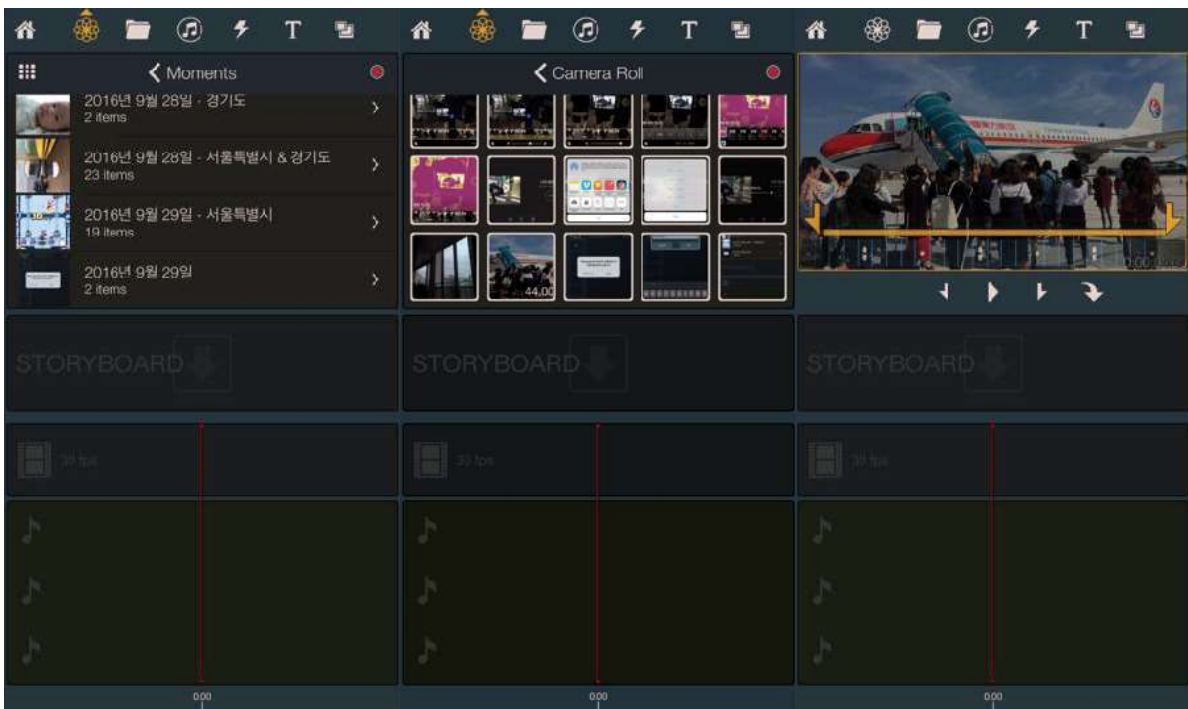 T
Moments
2016년 9월 28일 - 경기도
2 items
2016년 9월 28일 - 서울특별시 & 경기도
23 items
2016년 9월 29일 - 서울특별시
19 items
2016년 9월 29일
2 items
STORYBOARD
30 fps
0:00
T
Camera Roll
44.00
STORYBOARD
30 fps
0:00
T
STORYBOARD
30 fps
0:00